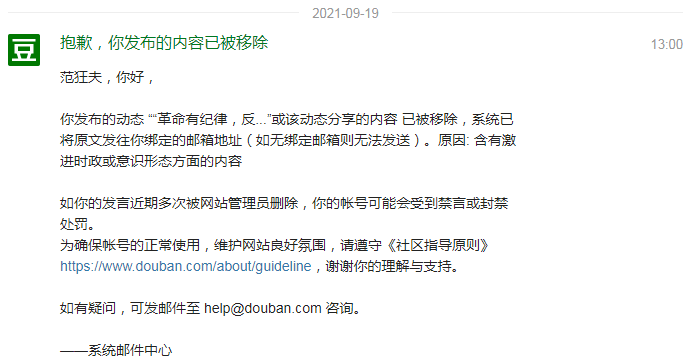 2021-09-19
豆
抱歉，你发布的内容已被移除
13:00
范狂夫，你好，
你发布的动态 ““革命有纪律，反...”或该动态分享的内容 已被移除，系统已
将原文发往你绑定的邮箱地址（如无绑定邮箱则无法发送）。原因: 含有激
进时政或意识形态方面的内容
如你的发言近期多次被网站管理员删除，你的帐号可能会受到禁言或封禁
处罚。
为确保帐号的正常使用，维护网站良好氛围，请遵守《社区指导原则》
https://www.douban.com/about/guideline，谢谢你的理解与支持。
如有疑问，可发邮件至 help@douban.com 咨询。
——系统邮件中心